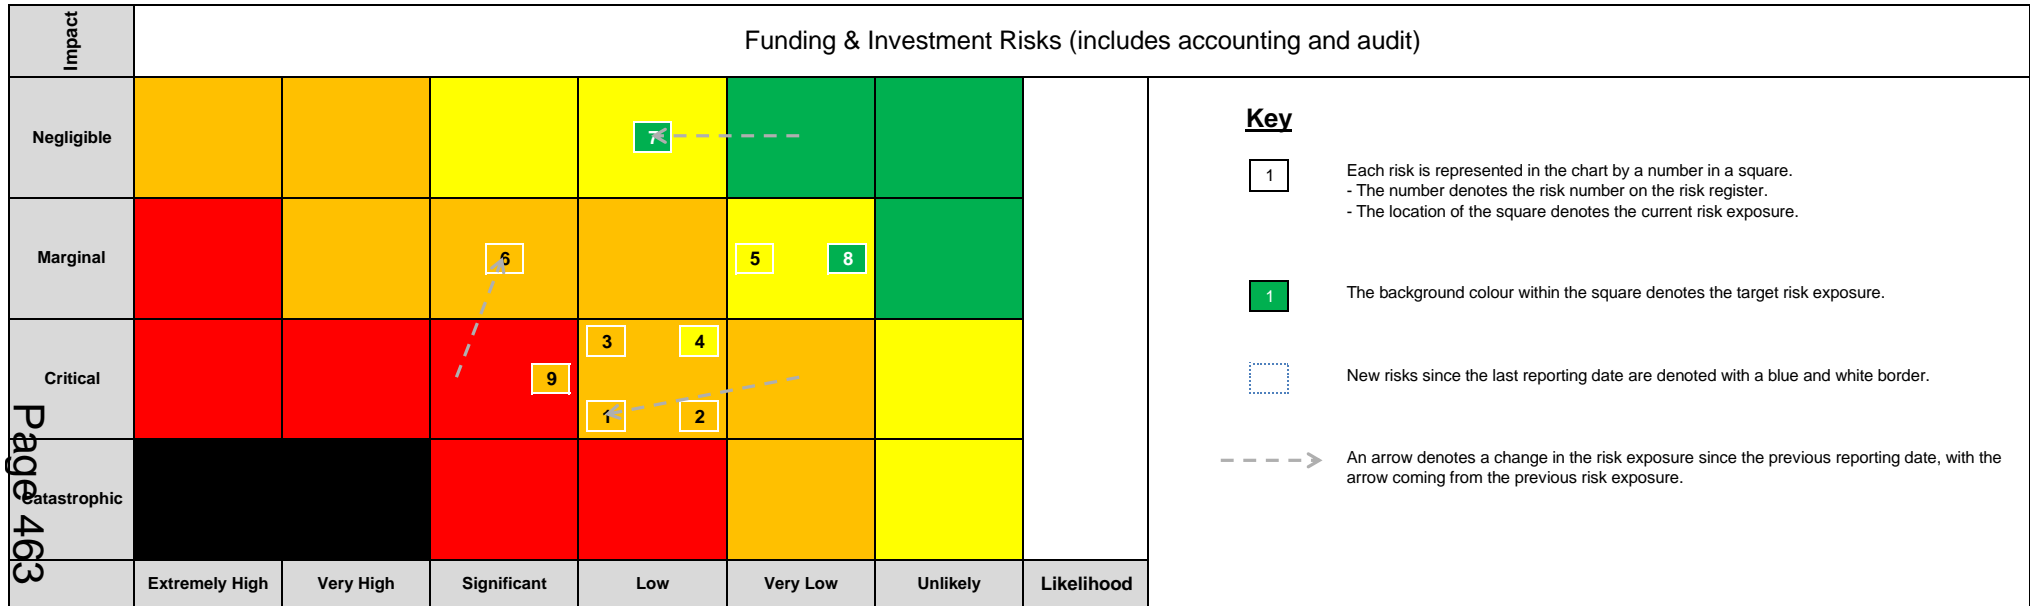 Impact
Funding & Investment Risks (includes accounting and audit)
Negligible
7
Marginal
6
5
8
Critical
3
4
9
1
2
Catastrophic
Extremely High
Very High
Significant
Low
Very Low
Unlikely
Likelihood
Key
1
Each risk is represented in the chart by a number in a square.
- The number denotes the risk number on the risk register.
- The location of the square denotes the current risk exposure.
1
The background colour within the square denotes the target risk exposure.
New risks since the last reporting date are denoted with a blue and white border.
An arrow denotes a change in the risk exposure since the previous reporting date, with the
arrow coming from the previous risk exposure.
Page 463